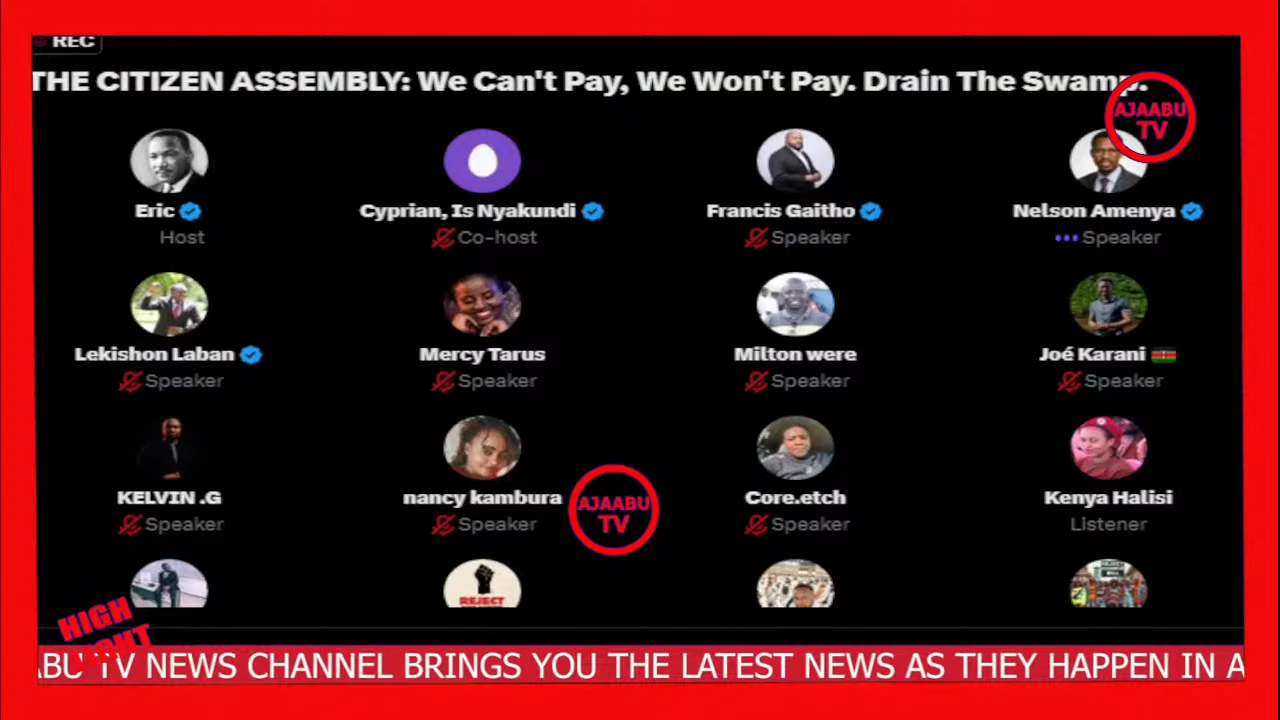 REC
THE CITIZEN ASSEMBLY: We Can't Pay, We Won't Pay. Drain The Swamp.
AJAABU
TV
Eric
Host
Cyprian, Is Nyakundi
Co-host
Francis Gaitho
Speaker
Nelson Amenya
Speaker
Lekishon Laban
Speaker
Mercy Tarus
Speaker
Milton were
Speaker
Joé Karani
Speaker
KELVIN .G
Speaker
nancy kambura
Speaker
AJAABU
TV
Core.etch
Speaker
Kenya Halisi
Listener
REJECT
REJECT
HIGH
ABU TV NEWS CHANNEL BRINGS YOU THE LATEST NEWS AS THEY HAPPEN IN A